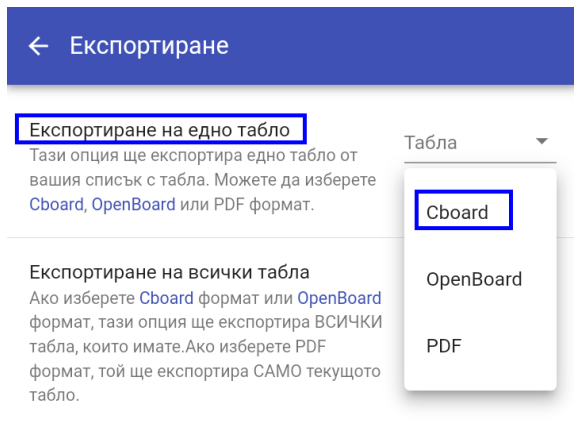 Експортиране
Експортиране на едно табло
Тази опция ще експортира едно табло от
вашия списък с табла. Можете да изберете
Cboard, OpenBoard или PDF формат.
Табла
Cboard
OpenBoard
PDF
Експортиране на всички табла
Ако изберете Cboard формат или OpenBoard
формат, тази опция ще експортира ВСИЧКИ
табла, които имате.Ако изберете PDF
формат, той ще експортира САМО текущото
табло.